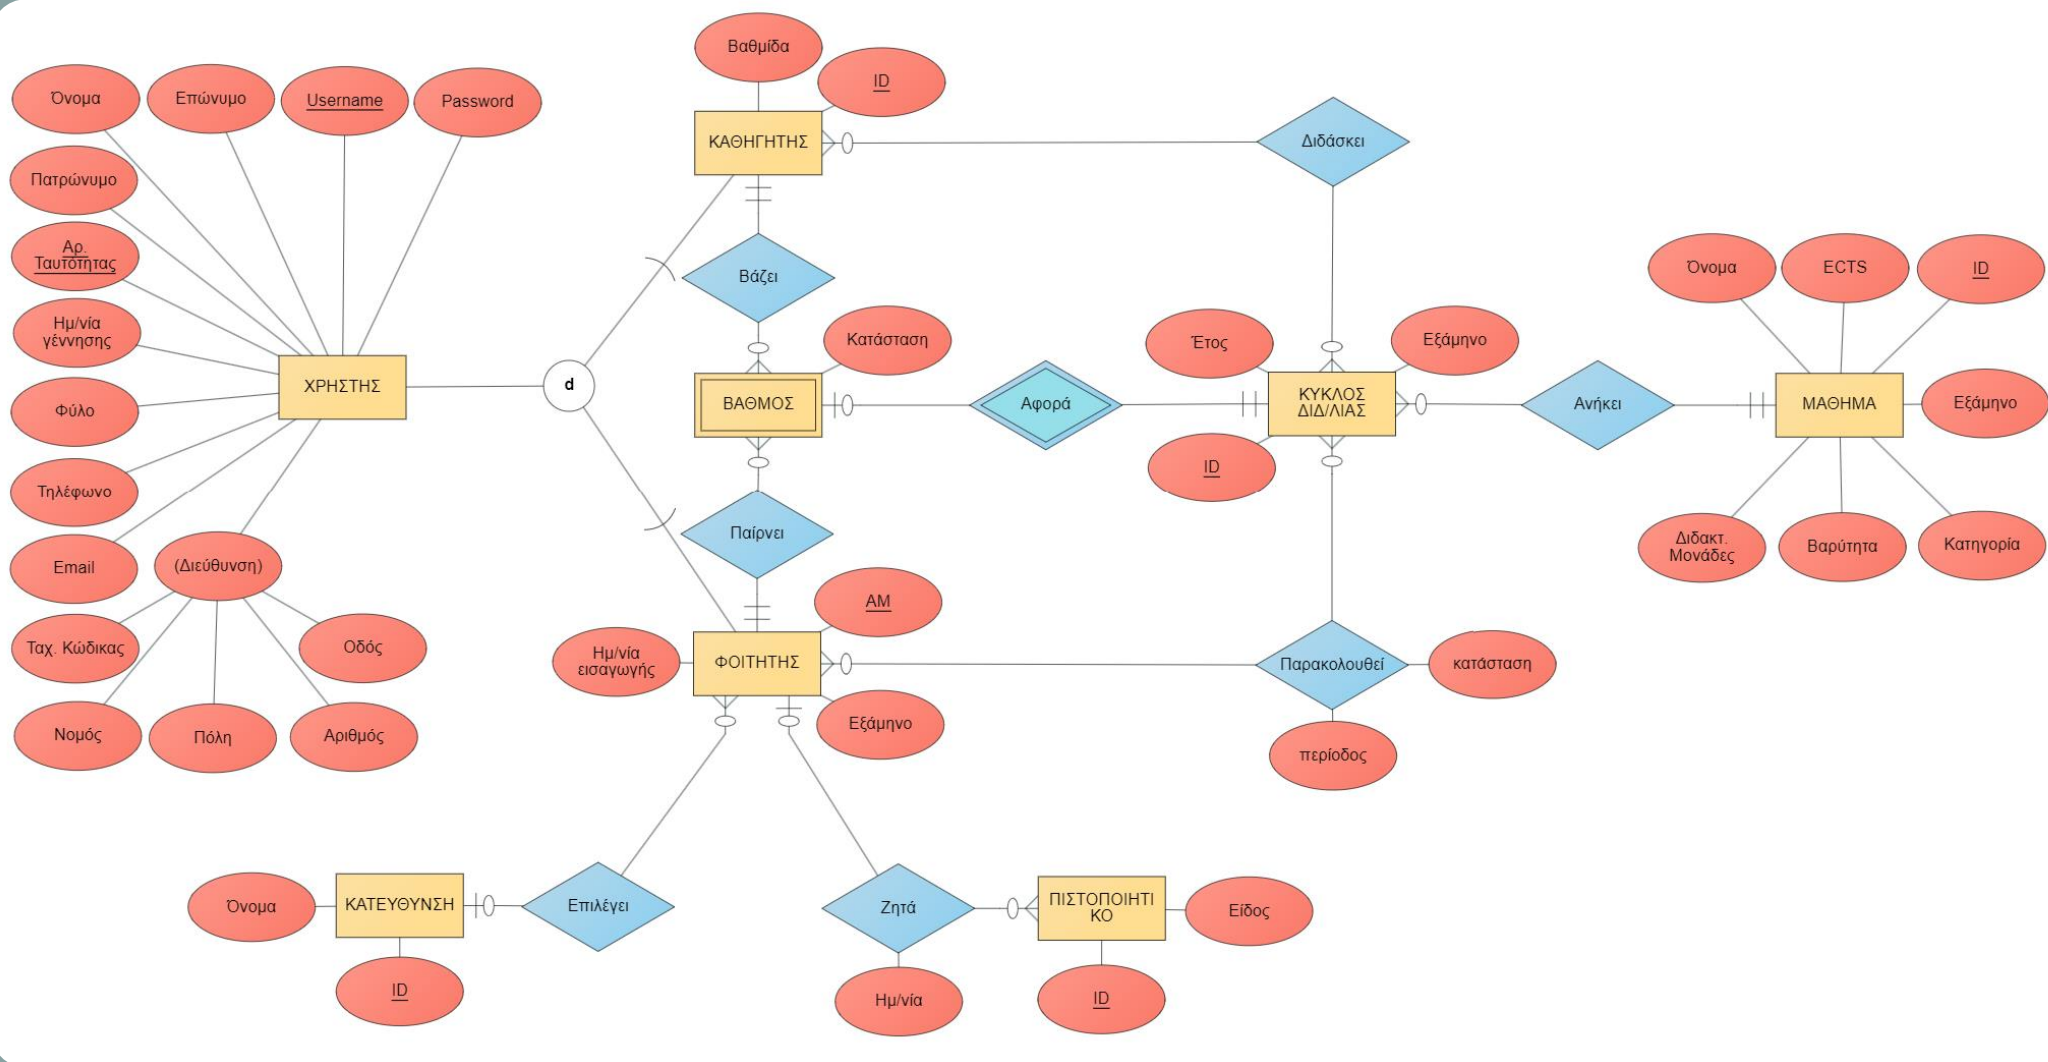 Βαθμίδα
ID
Όνομα
Επώνυμο
Username
Password
ΚΑΘΗΓΗΤΗΣ
Διδάσκει
Πατρώνυμο
Αρ.
Ταυτότητας
Βάζει
Όνομα
ECTS
ID
Ημ/νία
γέννησης
Κατάσταση
Έτος
Εξάμηνο
ΧΡΗΣΤΗΣ
d
ΒΑΘΜΟΣ
Αφορά
ΚΥΚΛΟΣ
ΔΙΔ/ΛΙΑΣ
Ανήκει
ΜΑΘΗΜΑ
Εξάμηνο
Φύλο
ID
Τηλέφωνο
Παίρνει
Διδακτ.
Μονάδες
Βαρύτητα
Κατηγορία
Email
(Διεύθυνση)
ΑΜ
Ταχ. Κώδικας
Οδός
Ημ/νία
εισαγωγής
ΦΟΙΤΗΤΗΣ
Παρακολουθεί
κατάσταση
Νομός
Πόλη
Αριθμός
Εξάμηνο
περίοδος
Όνομα
ΚΑΤΕΥΘΥΝΣΗ
Επιλέγει
Ζητά
ΠΙΣΤΟΠΟΙΗΤΙ
ΚΟ
Είδος
ID
Ημ/νία
ID